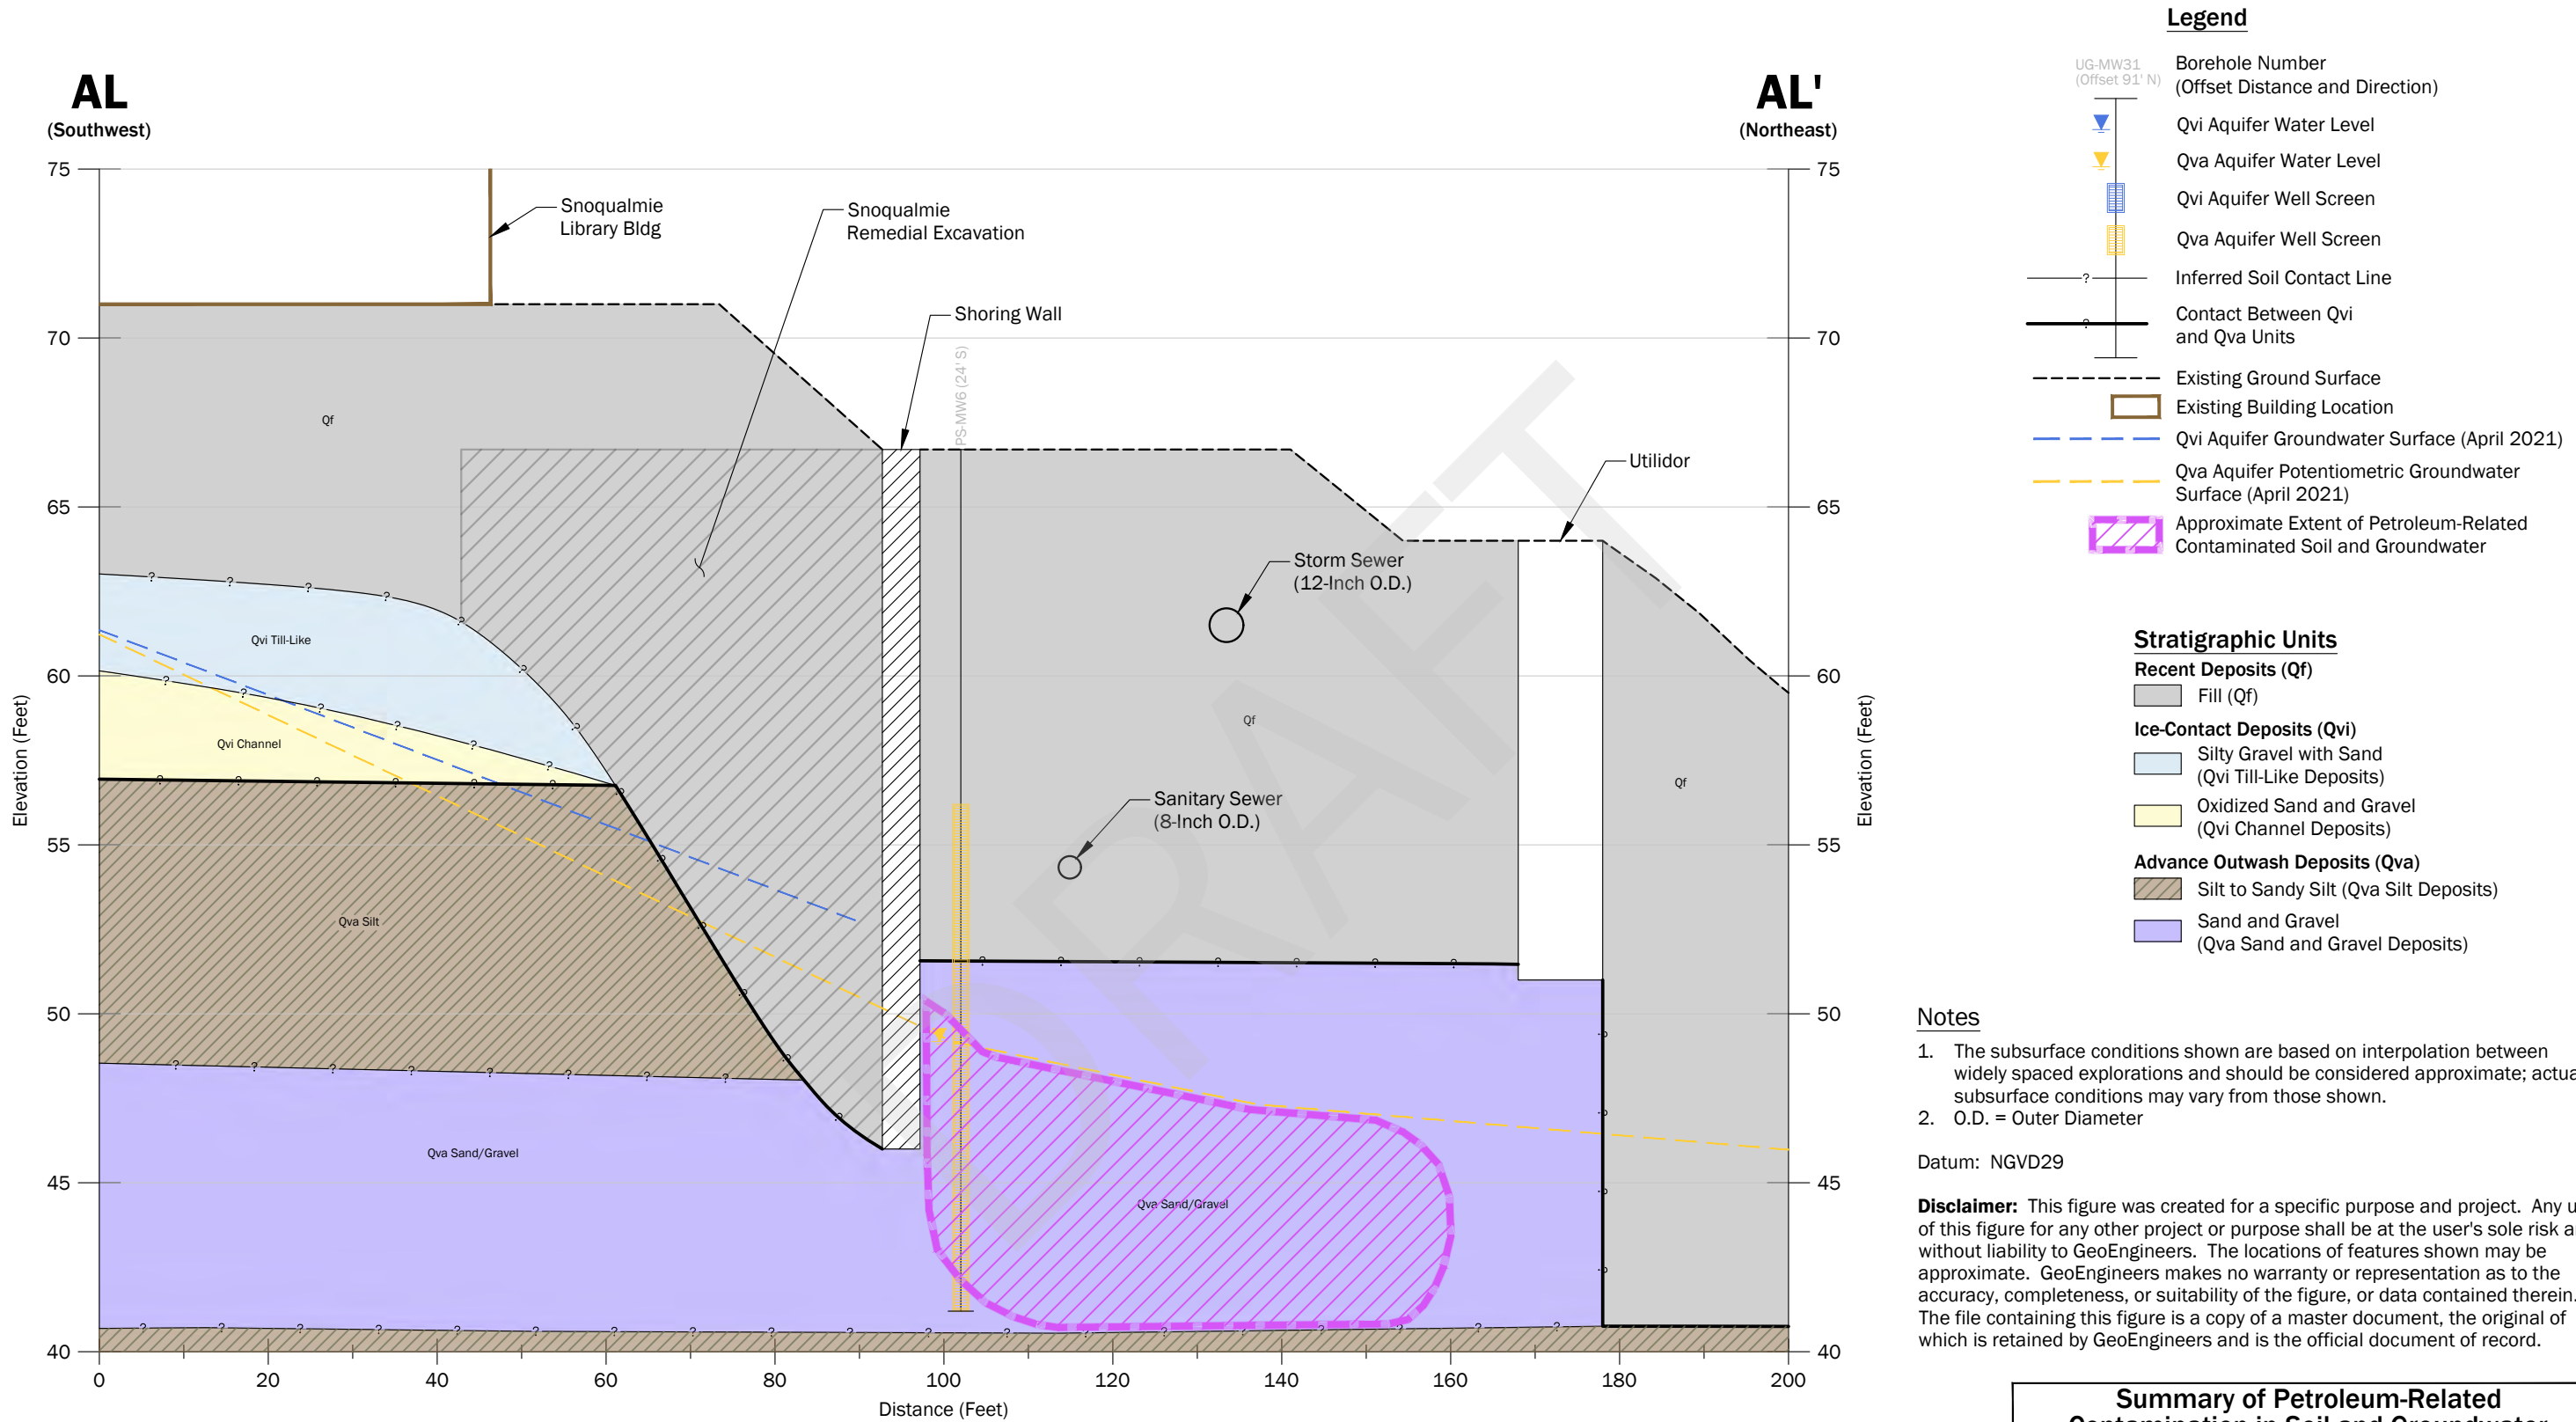 AL
(Southwest)
AL'
(Northeast)
75
70
65
60
55
50
45
40
Elevation (Feet)
75
70
65
60
55
50
45
40
Elevation (Feet)
0
20
40
60
80
100
120
140
160
180
200
Distance (Feet)
Snoqualmie
Library Bldg
Snoqualmie
Remedial Excavation
Shoring Wall
PS-MW6 (24' S)
Utilidor
Storm Sewer
(12-Inch O.D.)
Sanitary Sewer
(8-Inch O.D.)
Qf
Qf
Qf
Qvi Till-Like
Qvi Channel
Qva Silt
Qva Sand/Gravel
Qva Sand/Gravel
DRAFT
Legend
UG-MW31
(Offset 91' N)
Borehole Number
(Offset Distance and Direction)
Qvi Aquifer Water Level
Qva Aquifer Water Level
Qvi Aquifer Well Screen
Qva Aquifer Well Screen
Inferred Soil Contact Line
Contact Between Qvi
and Qva Units
Existing Ground Surface
Existing Building Location
Qvi Aquifer Groundwater Surface (April 2021)
Qva Aquifer Potentiometric Groundwater
Surface (April 2021)
Approximate Extent of Petroleum-Related
Contaminated Soil and Groundwater
Stratigraphic Units
Recent Deposits (Qf)
Fill (Qf)
Ice-Contact Deposits (Qvi)
Silty Gravel with Sand
(Qvi Till-Like Deposits)
Oxidized Sand and Gravel
(Qvi Channel Deposits)
Advance Outwash Deposits (Qva)
Silt to Sandy Silt (Qva Silt Deposits)
Sand and Gravel
(Qva Sand and Gravel Deposits)
Notes
1. The subsurface conditions shown are based on interpolation between
widely spaced explorations and should be considered approximate; actua
subsurface conditions may vary from those shown.
2. O.D. = Outer Diameter
Datum: NGVD29
Disclaimer: This figure was created for a specific purpose and project. Any u
of this figure for any other project or purpose shall be at the user's sole risk a
without liability to GeoEngineers. The locations of features shown may be
approximate. GeoEngineers makes no warranty or representation as to the
accuracy, completeness, or suitability of the figure, or data contained therein.
The file containing this figure is a copy of a master document, the original of
which is retained by GeoEngineers and is the official document of record.
Summary of Petroleum-Related
Contamination in Soil and Groundwater